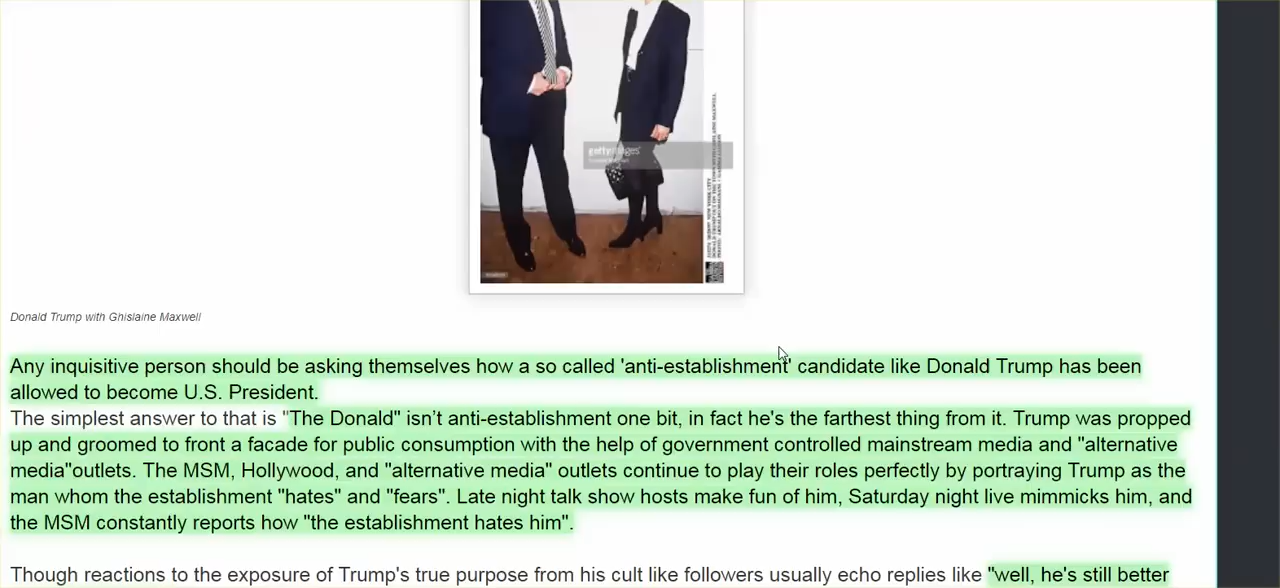 gettyimages
Donald Trump with Ghislaine Maxwell
Any inquisitive person should be asking themselves how a so called 'anti-establishment' candidate like Donald Trump has been
allowed to become U.S. President.
The simplest answer to that is "The Donald" isn’t anti-establishment one bit, in fact he's the farthest thing from it. Trump was propped
up and groomed to front a facade for public consumption with the help of government controlled mainstream media and "alternative
media"outlets. The MSM, Hollywood, and "alternative media" outlets continue to play their roles perfectly by portraying Trump as the
man whom the establishment "hates" and "fears". Late night talk show hosts make fun of him, Saturday night live mimmicks him, and
the MSM constantly reports how "the establishment hates him".
Though reactions to the exposure of Trump's true purpose from his cult like followers usually echo replies like "well, he's still better